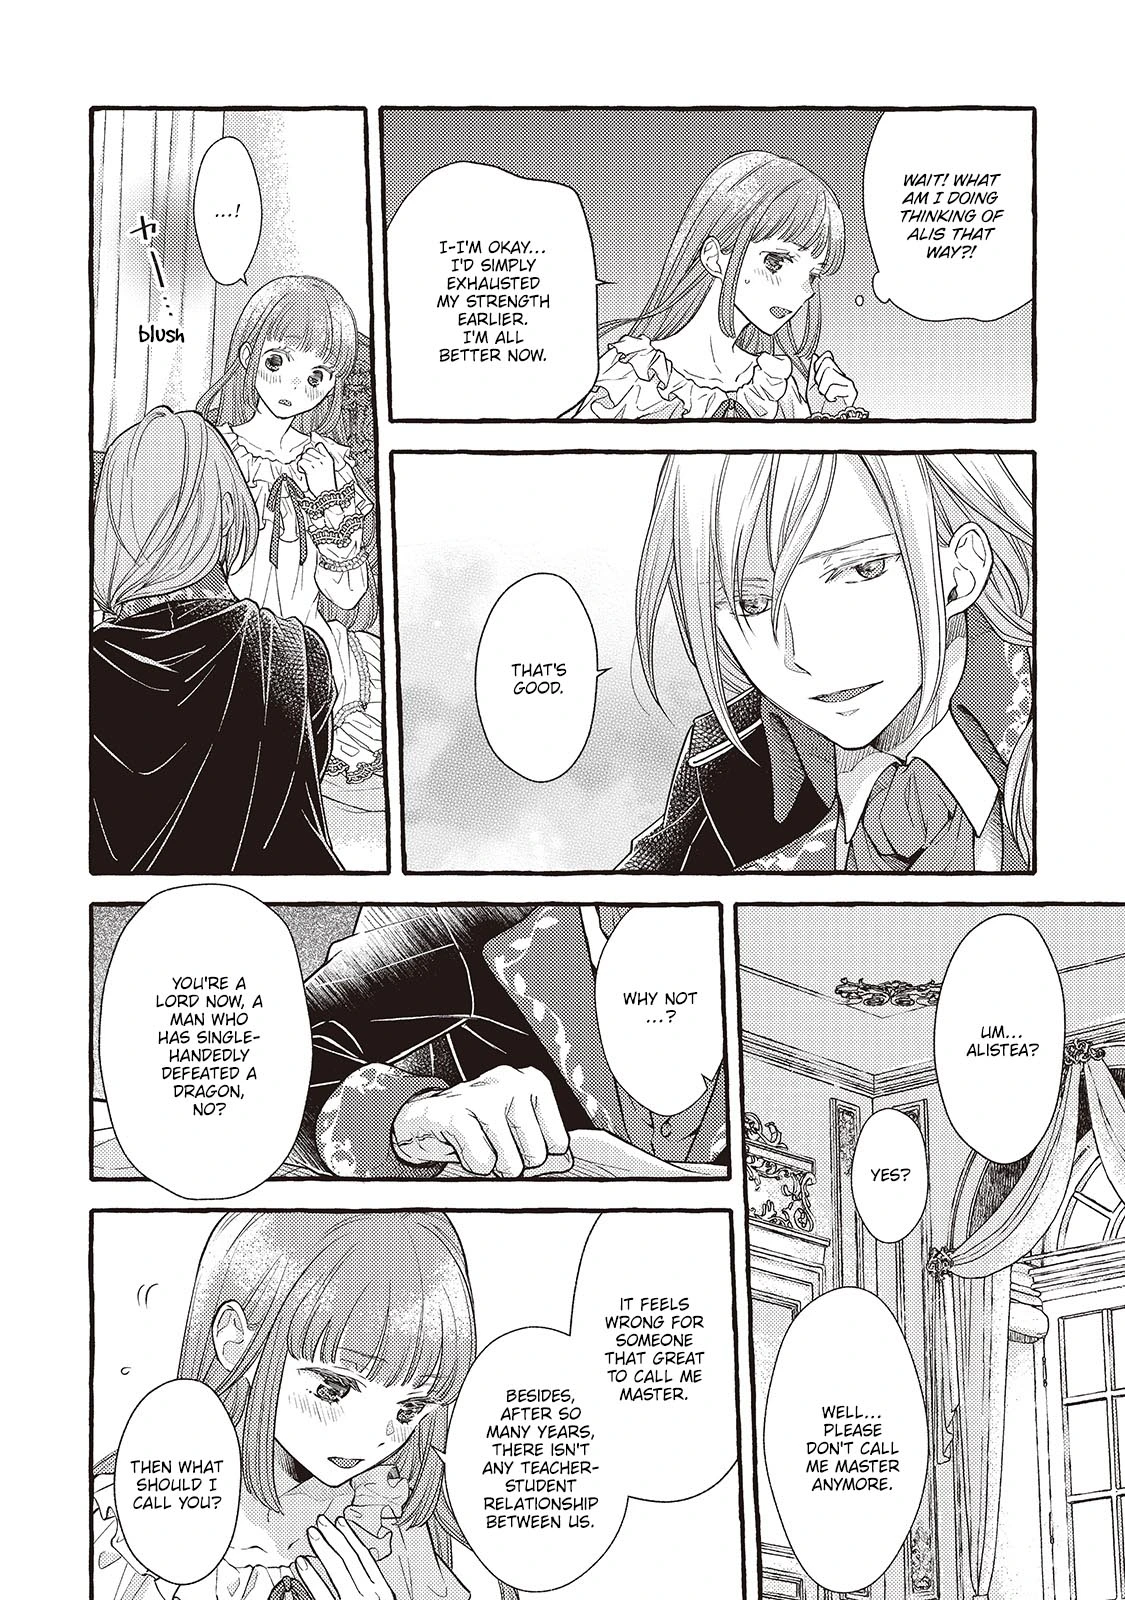 WAIT! WHAT
AM I DOING
THINKING OF
ALIS THAT
WAY?!
I-I'M OKAY...
I'D SIMPLY
EXHAUSTED
MY STRENGTH
EARLIER.
I'M ALL
BETTER NOW.
...!
カァー...
blush
THAT'S
GOOD.
UM...
ALISTEA?
YES?
WELL...
PLEASE
DON'T CALL
ME MASTER
ANYMORE.
WHY NOT
...?
YOU'RE A
LORD NOW, A
MAN WHO
HAS SINGLE-
HANDEDLY
DEFEATED A
DRAGON,
NO?
IT FEELS
WRONG FOR
SOMEONE
THAT GREAT
TO CALL ME
MASTER.
BESIDES,
AFTER SO
MANY YEARS,
THERE ISN'T
ANY TEACHER-
STUDENT
RELATIONSHIP
BETWEEN US.
THEN WHAT
SHOULD I
CALL YOU?